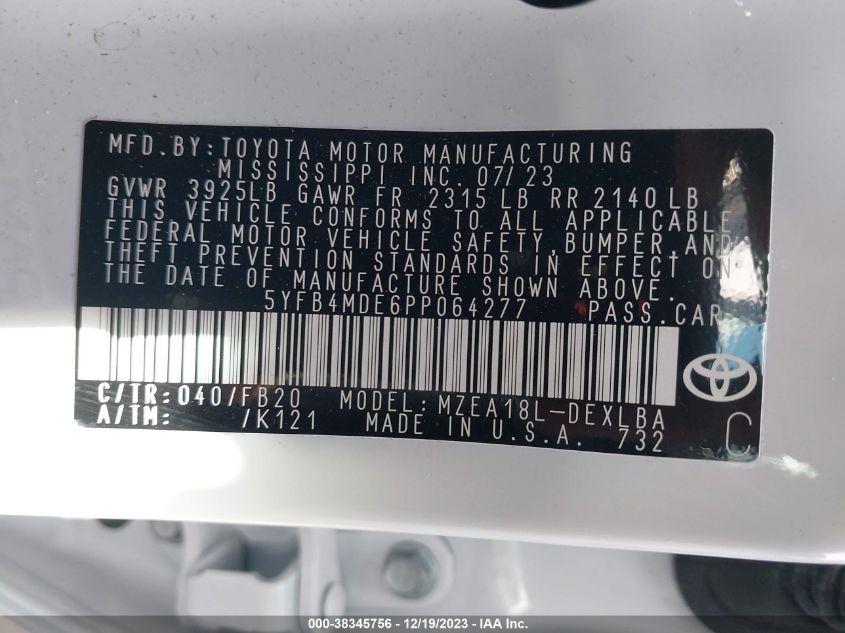 MFD.BY:TOYOTA MOTOR MANUFACTURING
MISSISSIPPI INC. 07/23
GVWR 3925LB GAWR FR 2315 LB RR 2140 LB
THIS VEHICLE CONFORMS TO ALL APPLICABLE
FEDERAL MOTOR VEHICLE SAFETY, BUMPER, AND
THEFT PREVENTION STANDARDS IN EFFECT ON
THE DATE OF MANUFACTURE SHOWN ABOVE.
5YFB4MDE6PP064277 PASS.CAR
C/TR: 040/FB20 MODEL: MZEA18L-DEXLBA
A/TM: /K121 MADE IN U.S.A. 732 C
000-38345756 - 12/19/2023 - IAA Inc.